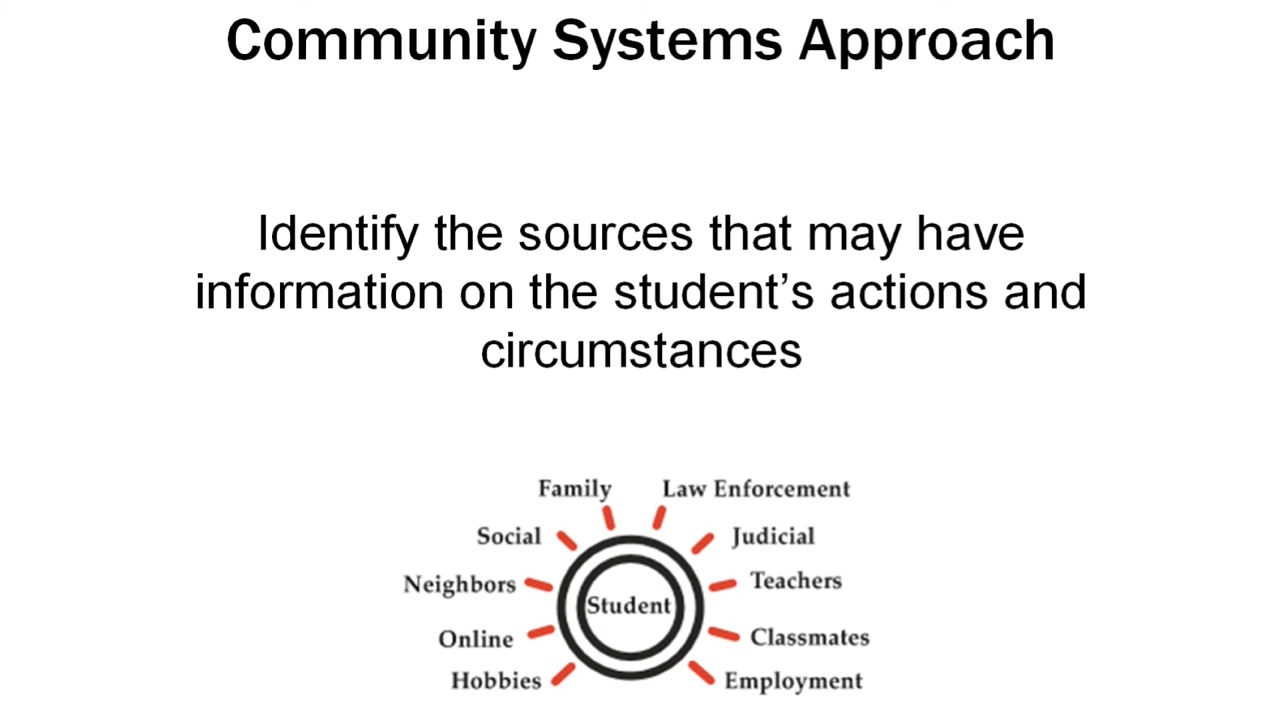 Community Systems Approach
Identify the sources that may have
information on the student’s actions and
circumstances
Family
Law Enforcement
Social
Judicial
Neighbors
Teachers
Student
Online
Classmates
Hobbies
Employment